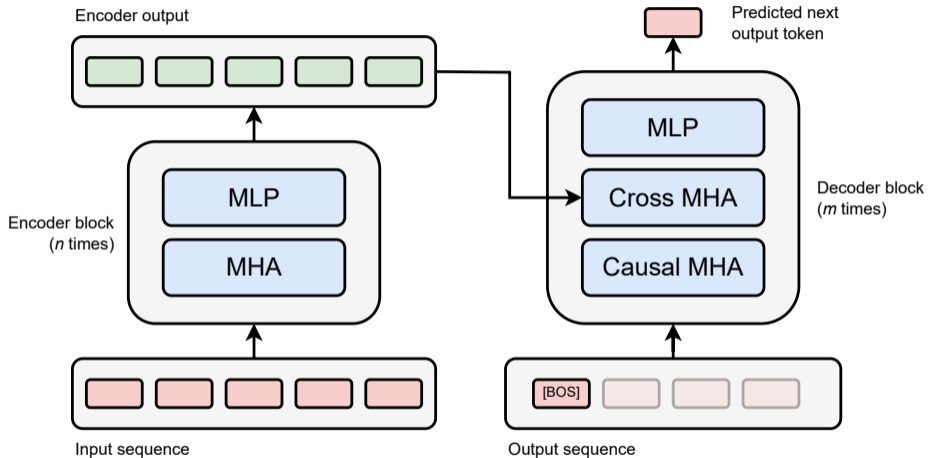 Encoder output
Predicted next
output token
MLP
MLP
Cross MHA
Decoder block
(m times)
Encoder block
(n times)
MHA
Causal MHA
[BOS]
Input sequence
Output sequence